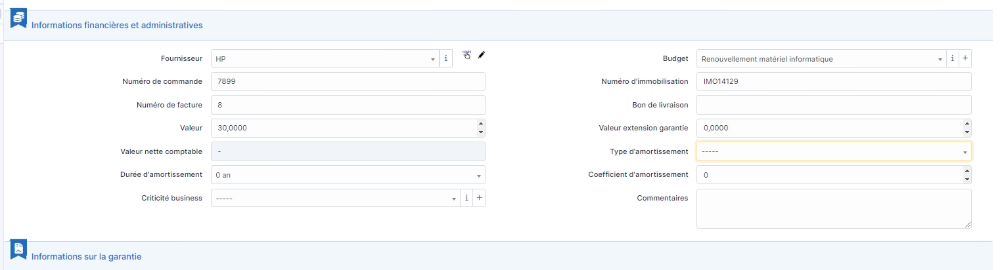 Informations financières et administratives
Fournisseur
HP
i
Budget
Renouvellement matériel informatique
i
+
Numéro de commande
7899
Numéro d'immobilisation
IMO14129
Numéro de facture
8
Bon de livraison
Valeur
30,0000
Valeur extension garantie
0,0000
Valeur nette comptable
-
Type d'amortissement
-----
Durée d'amortissement
0 an
Coefficient d'amortissement
0
Criticité business
-----
i
+
Commentaires
Informations sur la garantie